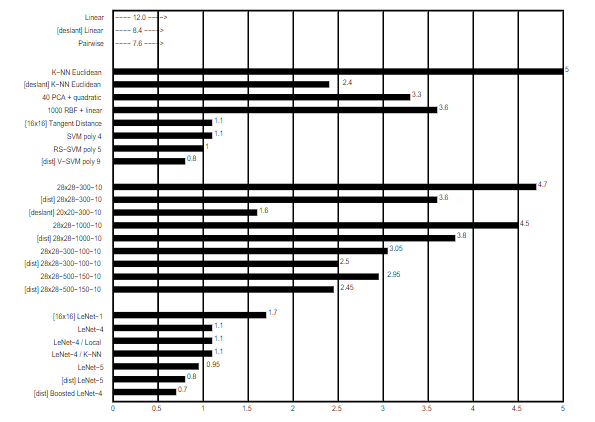 Linear ---- 12.0 ---->
[deslant] Linear ---- 8.4 ---->
Pairwise ---- 7.6 ---->
K-NN Euclidean 5
[deslant] K-NN Euclidean 2.4
40 PCA + quadratic 3.3
1000 RBF + linear 3.6
[16x16] Tangent Distance 1.1
SVM poly 4 1.1
RS-SVM poly 5 1
[dist] V-SVM poly 9 0.8
28x28-300-10 4.7
[dist] 28x28-300-10 3.6
[deslant] 20x20-300-10 1.6
28x28-1000-10 4.5
[dist] 28x28-1000-10 3.8
28x28-300-100-10 3.05
[dist] 28x28-300-100-10 2.5
28x28-500-150-10 2.95
[dist] 28x28-500-150-10 2.45
[16x16] LeNet-1 1.7
LeNet-4 1.1
LeNet-4 / Local 1.1
LeNet-4 / K-NN 1.1
LeNet-5 0.95
[dist] LeNet-5 0.8
[dist] Boosted LeNet-4 0.7
0 0.5 1 1.5 2 2.5 3 3.5 4 4.5 5